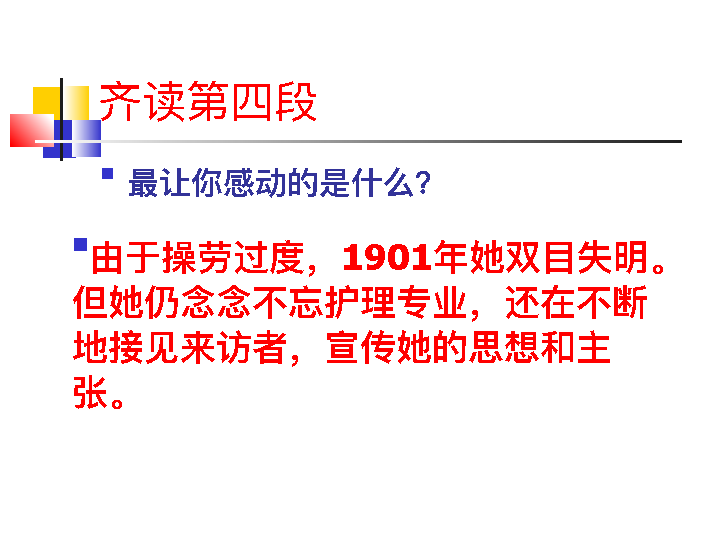 齐读第四段
最让你感动的是什么？
由于操劳过度，1901年她双目失明。
但她仍念念不忘护理专业，还在不断
地接见来访者，宣传她的思想和主
张。